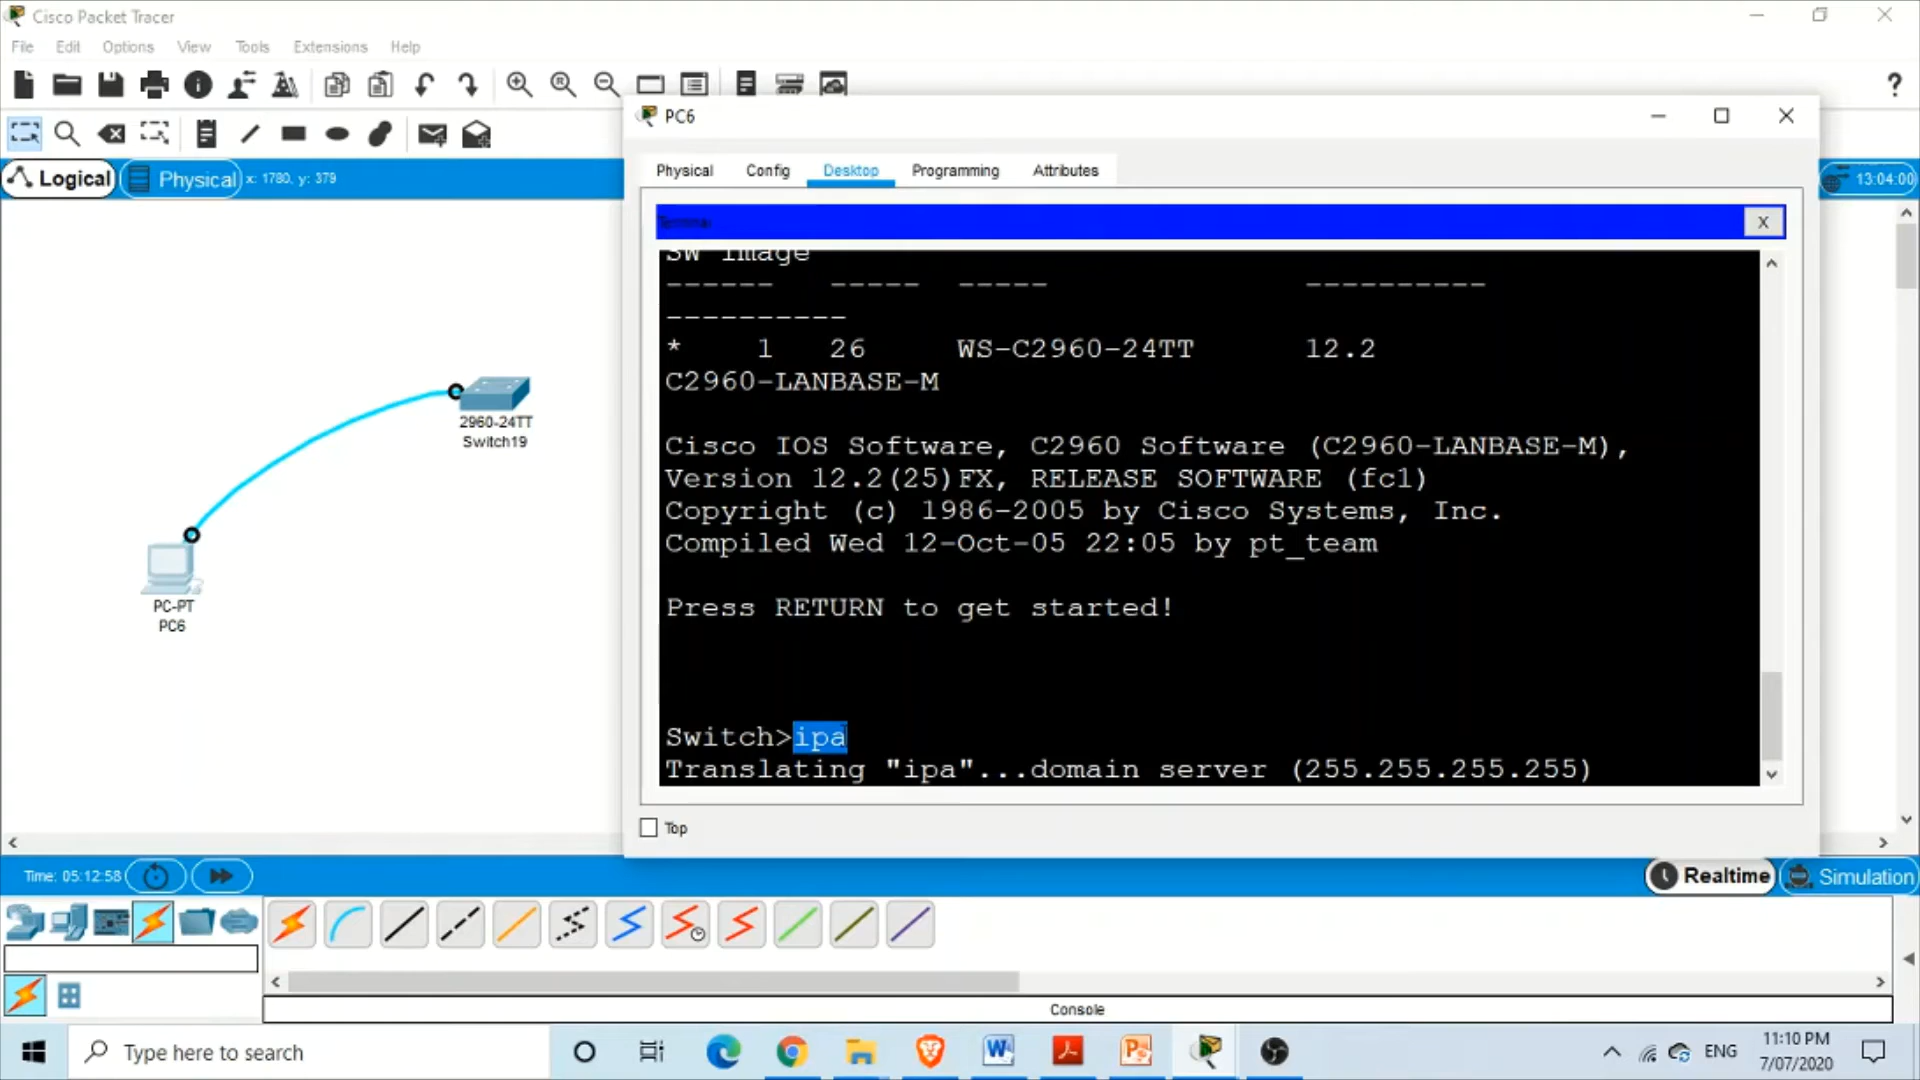 Cisco Packet Tracer
File Edit Options View Tools Extensions Help
PC6
Physical Config Desktop Programming Attributes
Logical Physical x: 1780, y: 379
13:04:00
Terminal
X
SW Image
------ ----- ----- ----------
----------
* 1 26 WS-C2960-24TT 12.2
C2960-LANBASE-M
Cisco IOS Software, C2960 Software (C2960-LANBASE-M),
Version 12.2(25)FX, RELEASE SOFTWARE (fc1)
Copyright (c) 1986-2005 by Cisco Systems, Inc.
Compiled Wed 12-Oct-05 22:05 by pt_team
Press RETURN to get started!
Switch>ipa
Translating "ipa"...domain server (255.255.255.255)
2960-24TT
Switch19
PC-PT
PC6
Top
Time: 05:12:58
Realtime
Simulation
Console
Type here to search
ENG
11:10 PM
7/07/2020